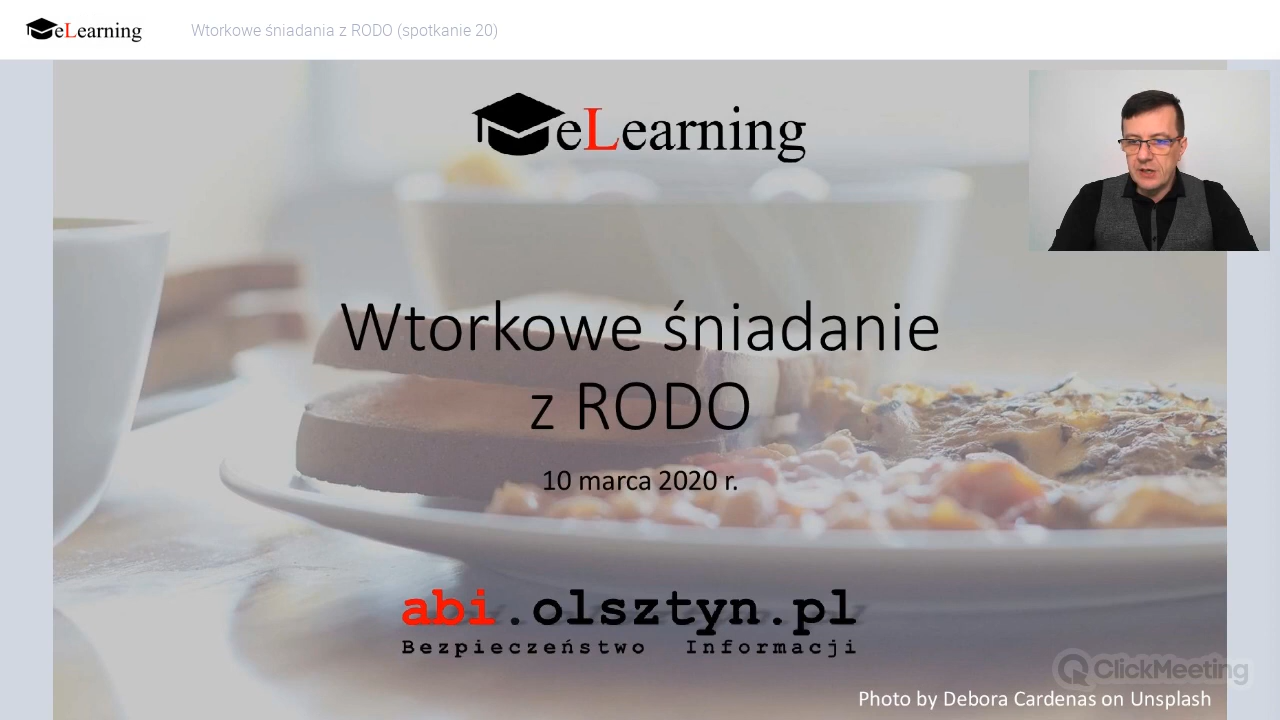 eLearning
Wtorkowe śniadania z RODO (spotkanie 20)
eLearning
Wtorkowe śniadanie
z RODO
10 marca 2020 r.
abi.olsztyn.pl
Bezpieczeństwo Informacji
ClickMeeting
Photo by Debora Cardenas on Unsplash